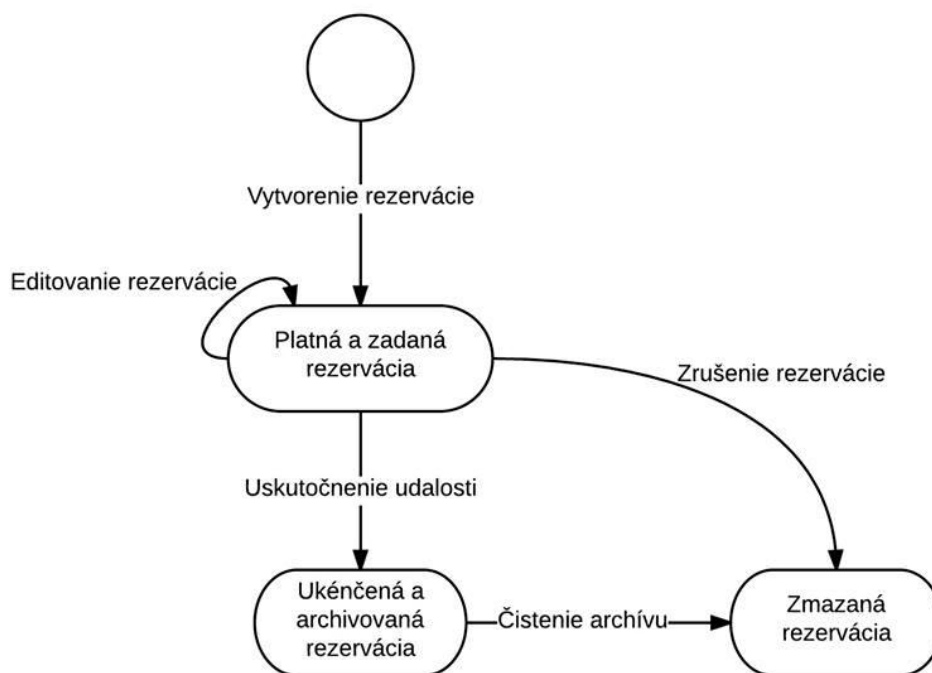 Vytvorenie rezervácie
Editovanie rezervácie
Platná a zadaná
rezervácia
Zrušenie rezervácie
Uskutočnenie udalosti
Ukénčená a
archivovaná
rezervácia
Čistenie archívu
Zmazaná
rezervácia